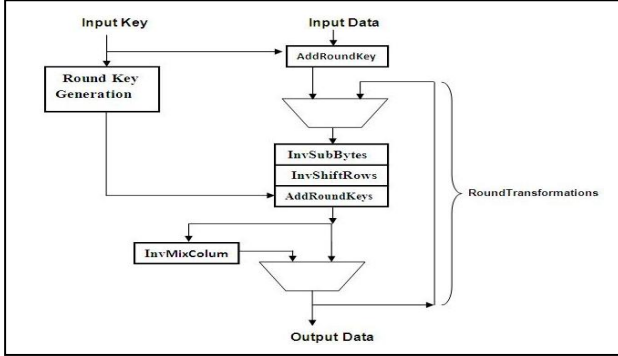 Input Key
Input Data
AddRoundKey
Round Key
Generation
InvSubBytes
InvShiftRows
AddRoundKeys
RoundTransformations
InvMixColum
Output Data